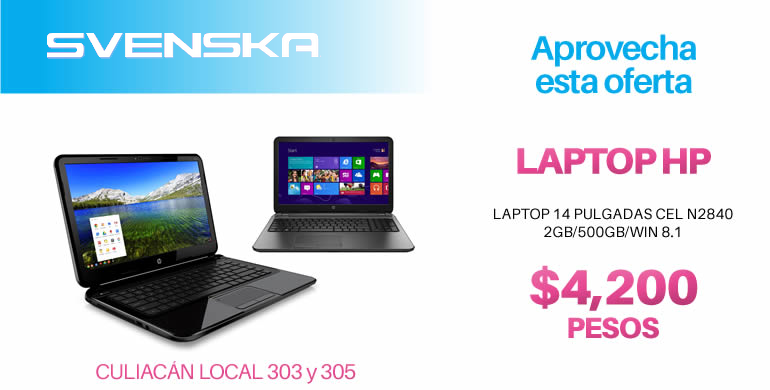 SVENSKA
Aprovecha
esta oferta
LAPTOP HP
LAPTOP 14 PULGADAS CEL N2840
2GB/500GB/WIN 8.1
$4,200
PESOS
Start
CULIACÁN LOCAL 303 y 305